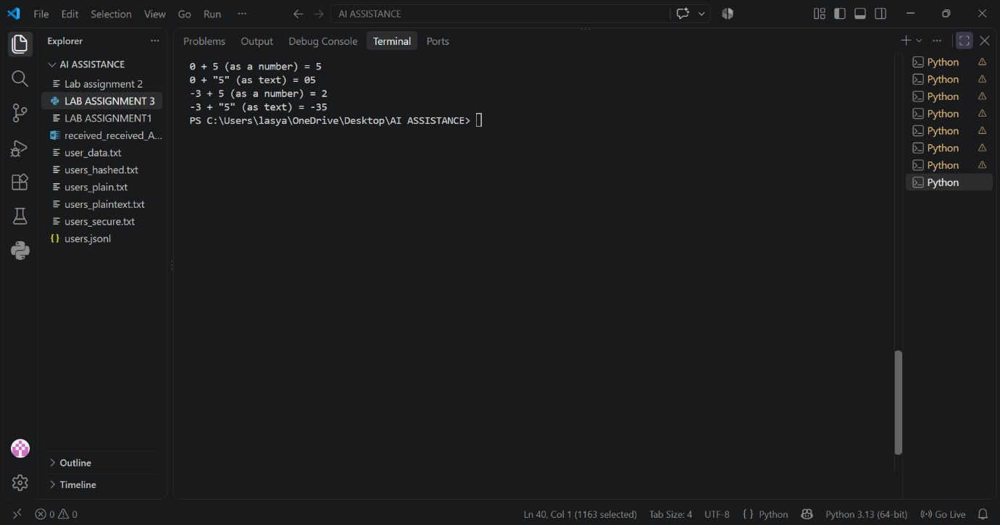 File Edit Selection View Go Run ··· AI ASSISTANCE
Explorer ···
AI ASSISTANCE
Lab assignment 2
LAB ASSIGNMENT 3
LAB ASSIGNMENT1
received_received_A...
user_data.txt
users_hashed.txt
users_plain.txt
users_plaintext.txt
users_secure.txt
{} users.jsonl
Outline
Timeline
Problems Output Debug Console Terminal Ports
0 + 5 (as a number) = 5
0 + "5" (as text) = 05
-3 + 5 (as a number) = 2
-3 + "5" (as text) = -35
PS C:\Users\lasya\OneDrive\Desktop\AI ASSISTANCE>
Python
Python
Python
Python
Python
Python
Python
Python
0 0 Ln 40, Col 1 (1163 selected) Tab Size: 4 UTF-8 {} Python Python 3.13 (64-bit) Go Live